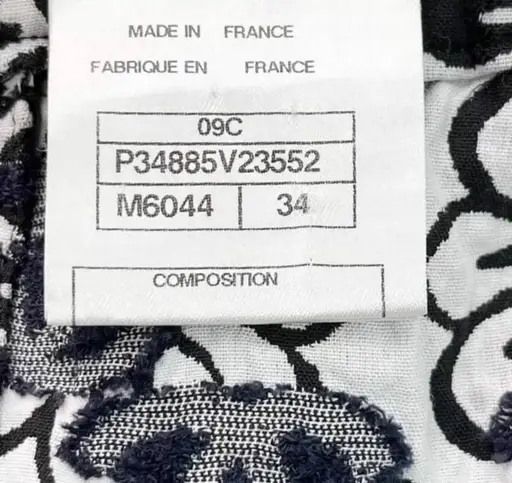 MADE IN FRANCE
FABRIQUE EN FRANCE
09C
P34885V23552
M6044 34
COMPOSITION